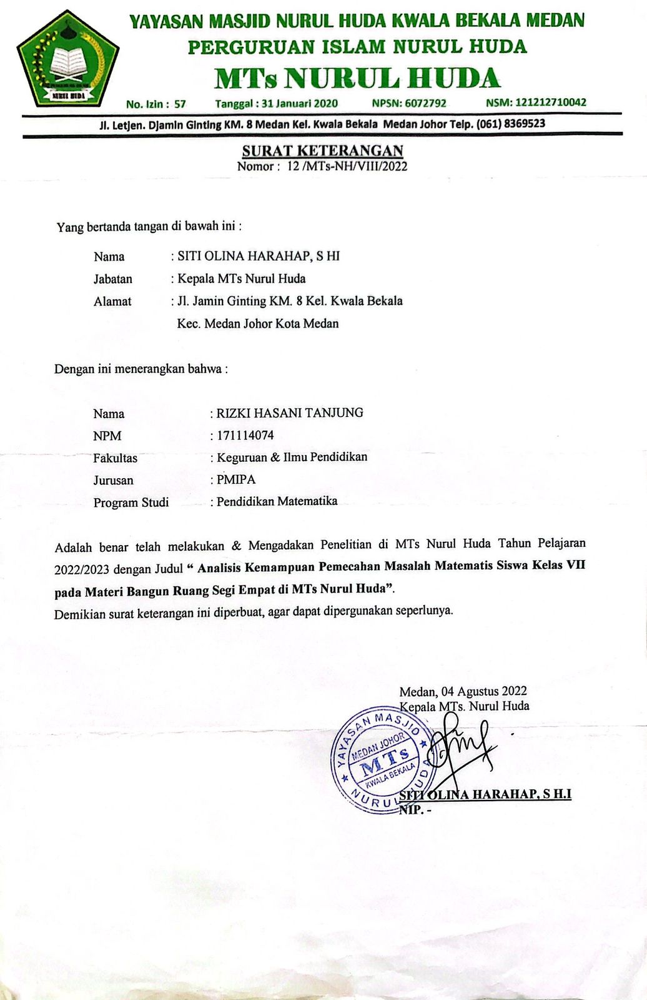 YAYASAN MASJID NURUL HUDA KWALA BEKALA MEDAN
PERGURUAN ISLAM NURUL HUDA
MTs NURUL HUDA
NURUL HUDA
No. Izin : 57 Tanggal : 31 Januari 2020 NPSN: 6072792 NSM: 121212710042
Jl. Letjen. Djamin Ginting KM. 8 Medan Kel. Kwala Bekala Medan Johor Telp. (061) 8369523
SURAT KETERANGAN
Nomor : 12 /MTs-NH/VIII/2022
Yang bertanda tangan di bawah ini :
Nama : SITI OLINA HARAHAP, S HI
Jabatan : Kepala MTs Nurul Huda
Alamat : Jl. Jamin Ginting KM. 8 Kel. Kwala Bekala
Kec. Medan Johor Kota Medan
Dengan ini menerangkan bahwa :
Nama : RIZKI HASANI TANJUNG
NPM : 171114074
Fakultas : Keguruan & Ilmu Pendidikan
Jurusan : PMIPA
Program Studi : Pendidikan Matematika
Adalah benar telah melakukan & Mengadakan Penelitian di MTs Nurul Huda Tahun Pelajaran
2022/2023 dengan Judul “ Analisis Kemampuan Pemecahan Masalah Matematis Siswa Kelas VII
pada Materi Bangun Ruang Segi Empat di MTs Nurul Huda”.
Demikian surat keterangan ini diperbuat, agar dapat dipergunakan seperlunya.
Medan, 04 Agustus 2022
Kepala MTs. Nurul Huda
YAYASAN MASJID
MEDAN JOHOR
MTs
KWALA BEKALA
NURUL HUDA
SITI OLINA HARAHAP, S H.I
NIP. -